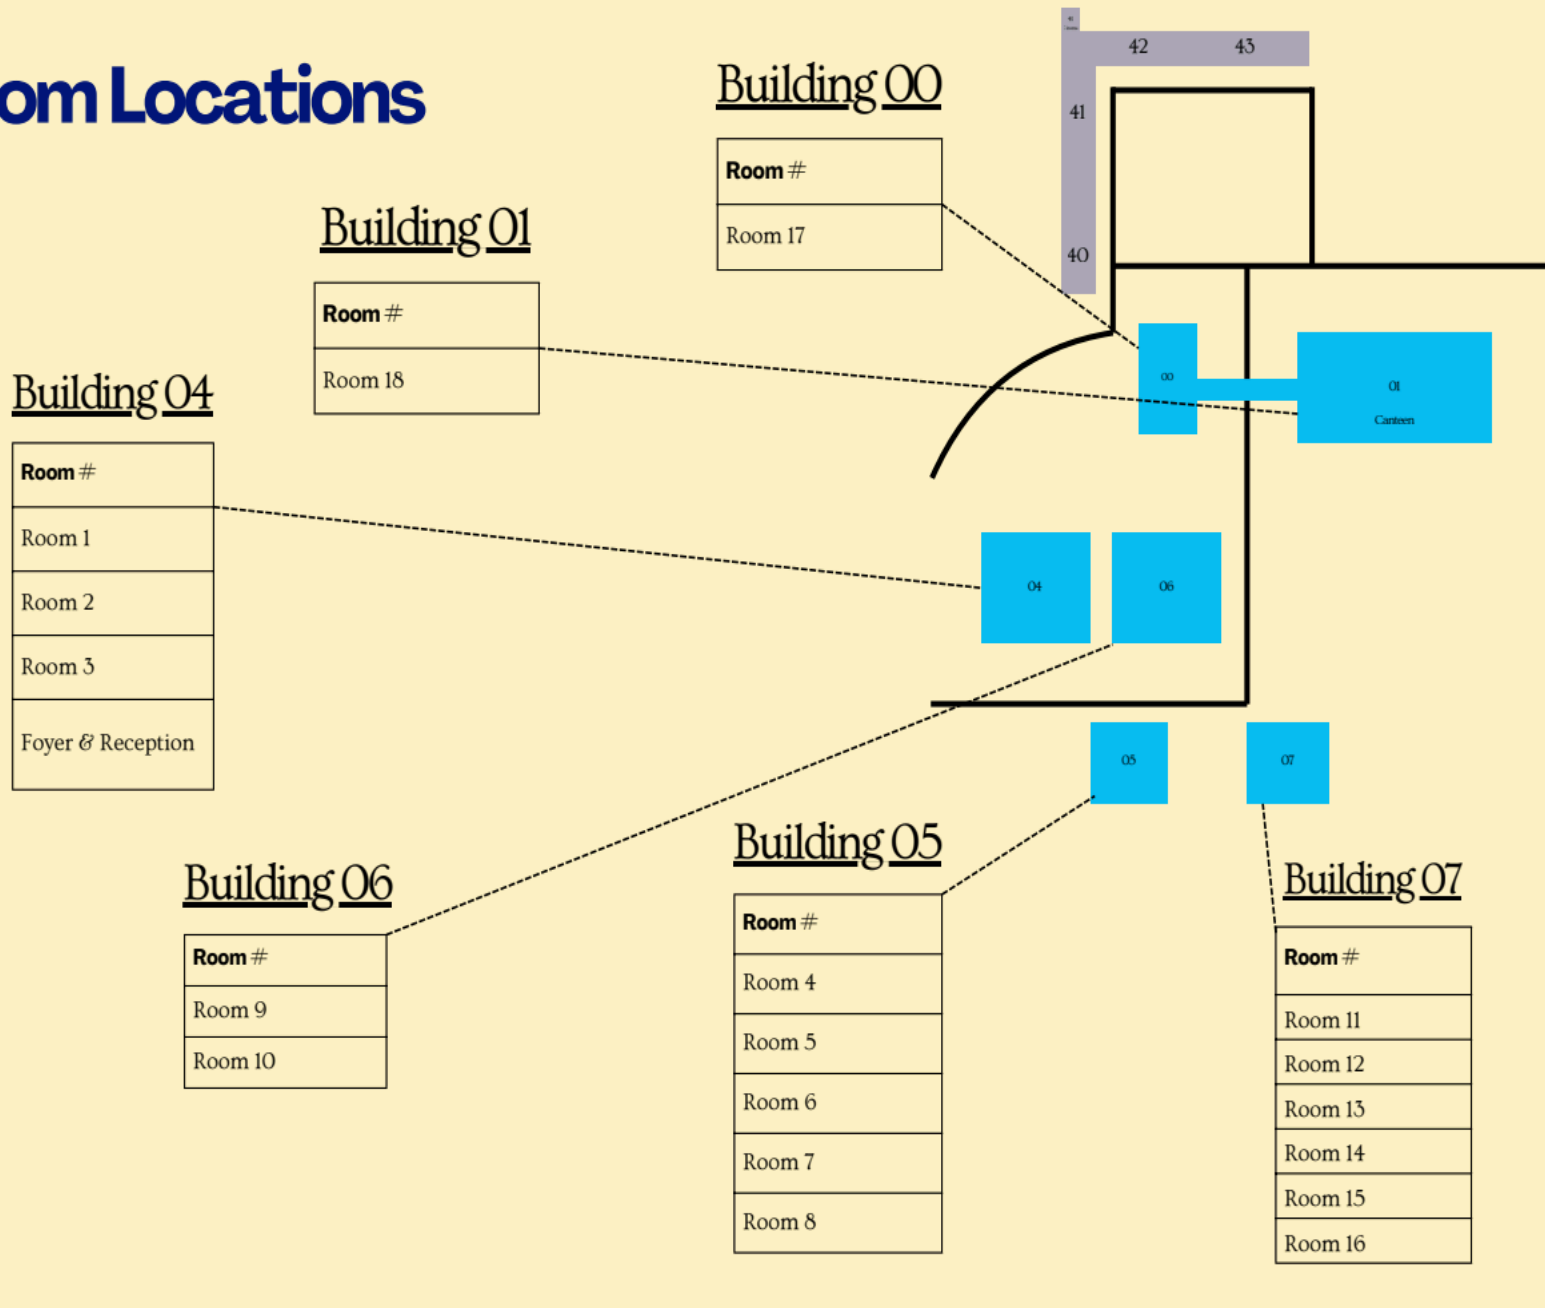 om Locations
Building 00
Room #
Room 17
Building 01
Room #
Room 18
Building 04
Room #
Room 1
Room 2
Room 3
Foyer & Reception
Building 06
Room #
Room 9
Room 10
Building 05
Room #
Room 4
Room 5
Room 6
Room 7
Room 8
Building 07
Room #
Room 11
Room 12
Room 13
Room 14
Room 15
Room 16
42
43
41
40
00
01
Canteen
04
06
05
07